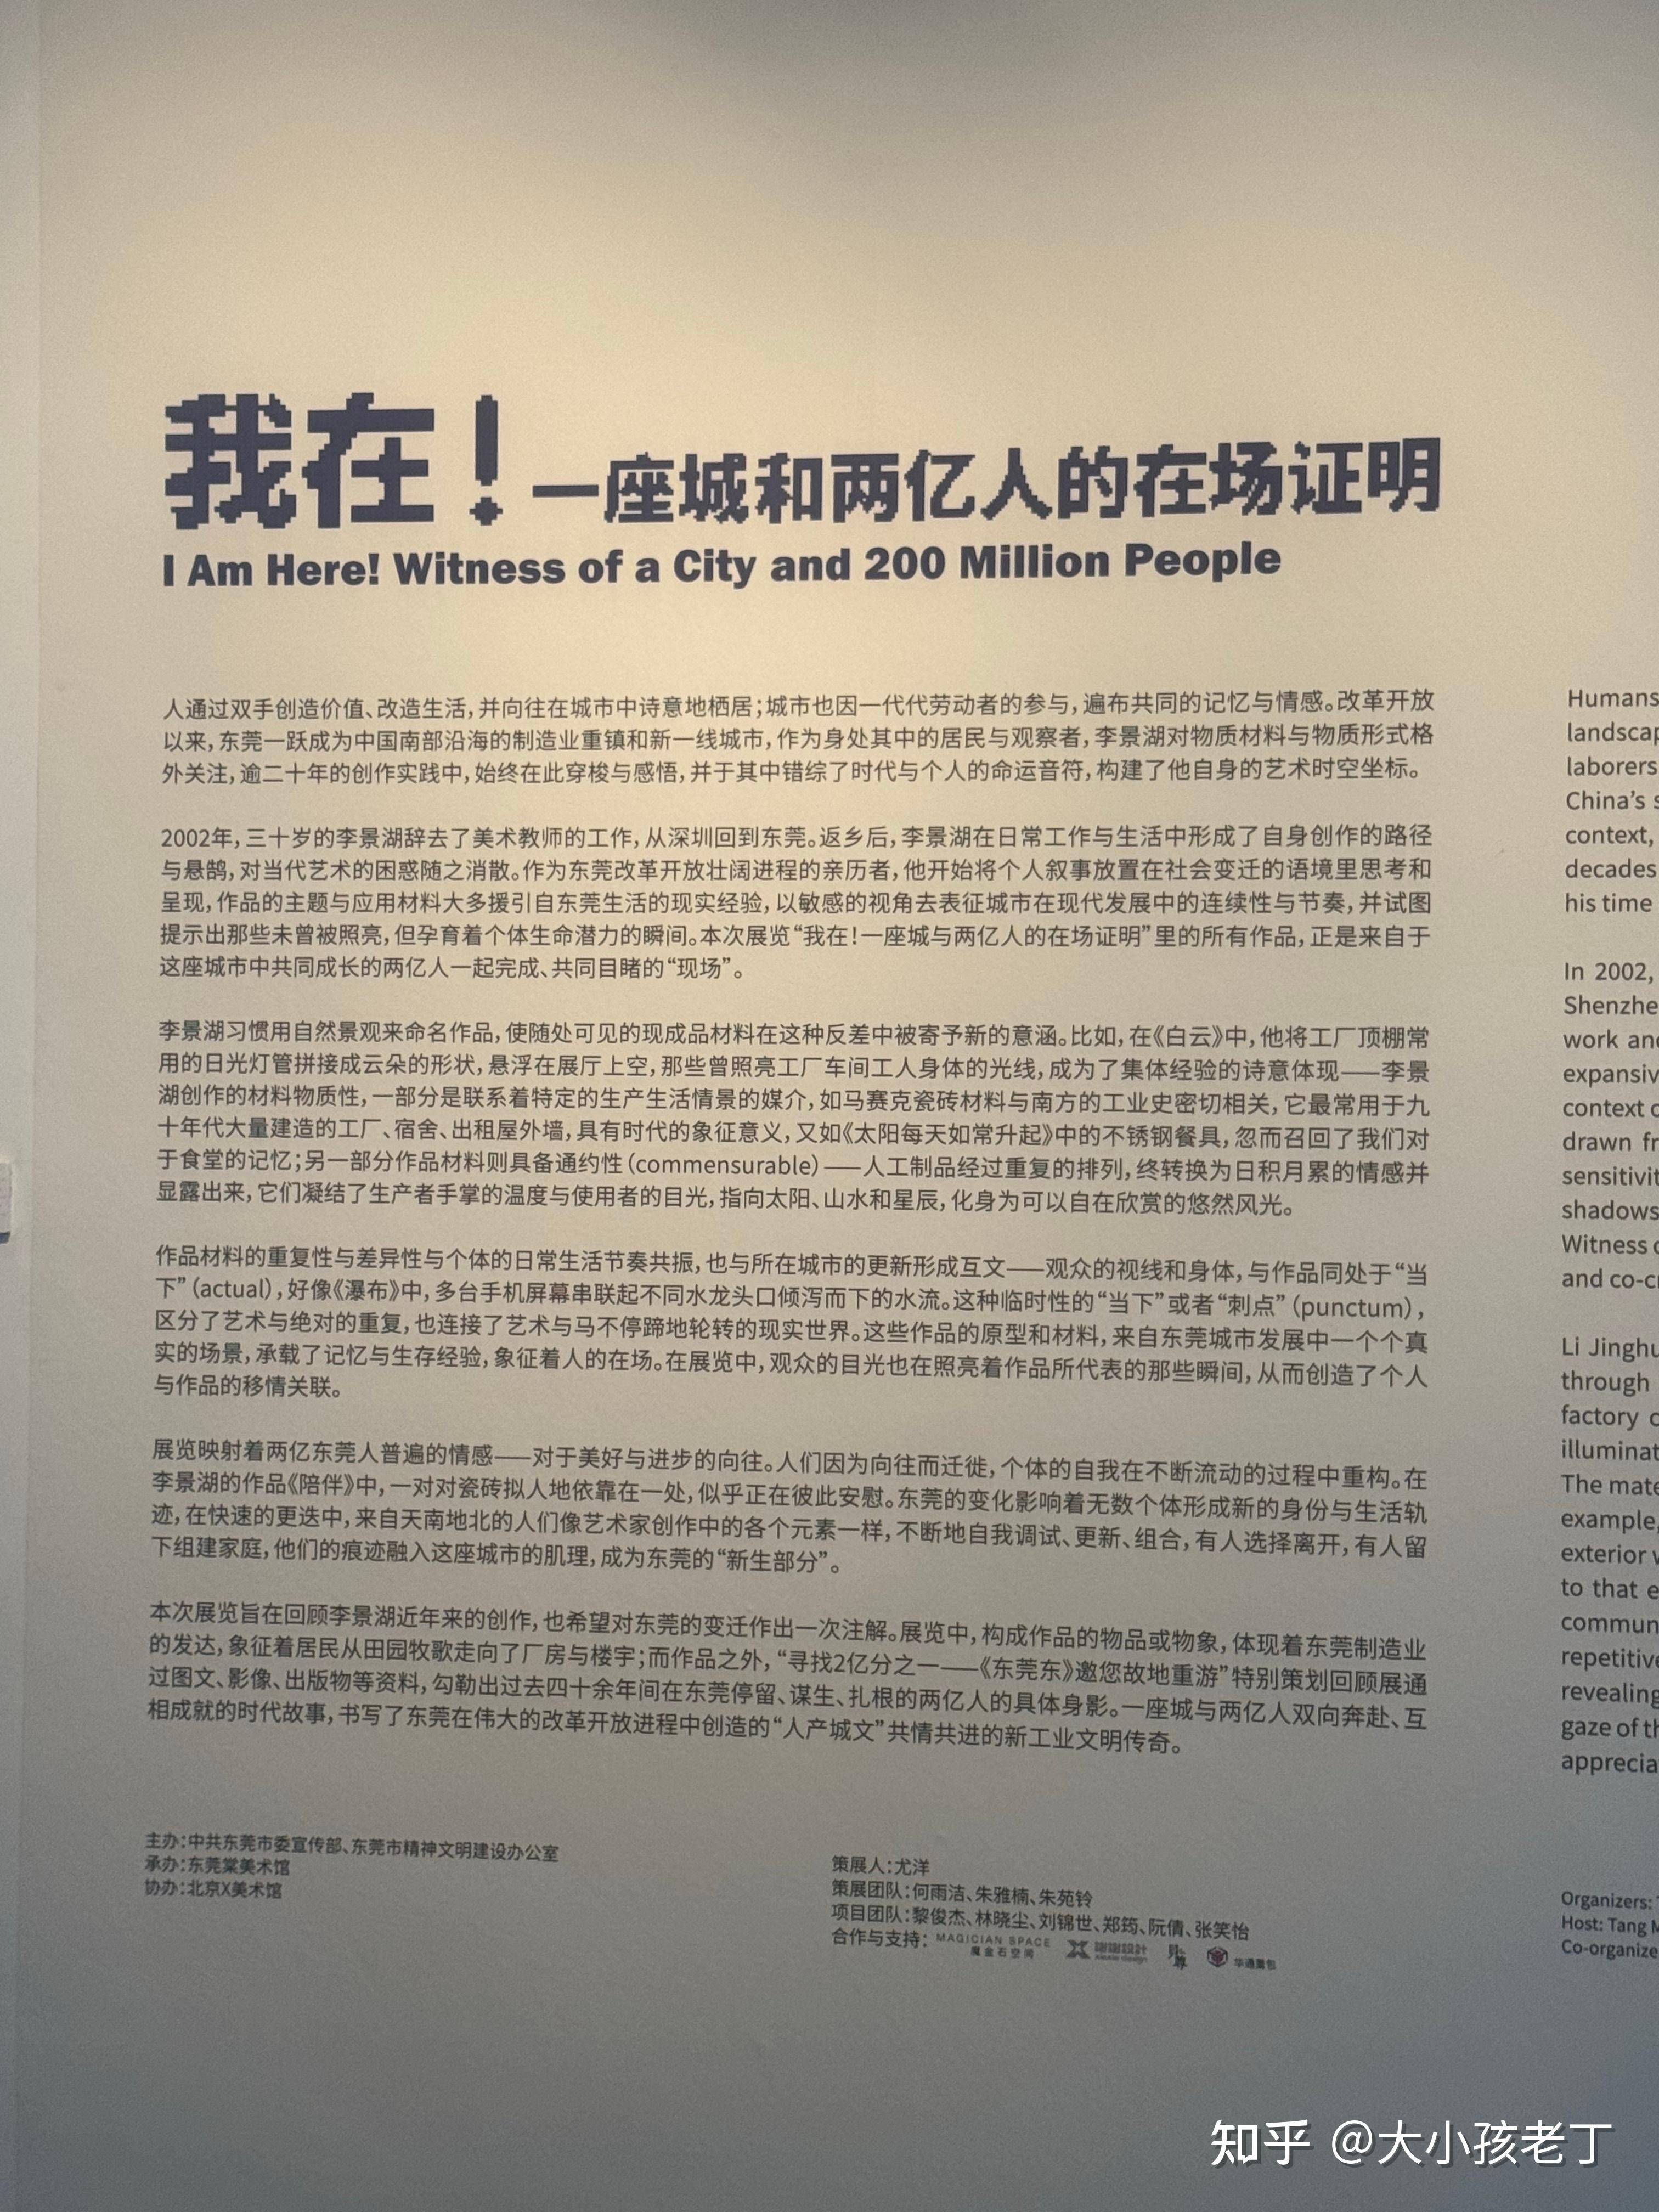 我在！一座城和两亿人的在场证明
I Am Here! Witness of a City and 200 Million People
人通过双手创造价值、改造生活，并向往在城市中诗意地栖居；城市也因一代代劳动者的参与，遍布共同的记忆与情感。改革开放
以来，东莞一跃成为中国南部沿海的制造业重镇和新一线城市，作为身处其中的居民与观察者，李景湖对物质材料与物质形式格
外关注，逾二十年的创作实践中，始终在此穿梭与感悟，并于其中错综了时代与个人的命运音符，构建了他自身的艺术时空坐标。
2002年，三十岁的李景湖辞去了美术教师的工作，从深圳回到东莞。返乡后，李景湖在日常工作与生活中形成了自身创作的路径
与悬鹄，对当代艺术的困惑随之消散。作为东莞改革开放壮阔进程的亲历者，他开始将个人叙事放置在社会变迁的语境里思考和
呈现，作品的主题与应用材料大多援引自东莞生活的现实经验，以敏感的视角去表征城市在现代发展中的连续性与节奏，并试图
提示出那些未曾被照亮，但孕育着个体生命潜力的瞬间。本次展览“我在！一座城与两亿人的在场证明”里的所有作品，正是来自于
这座城市中共同成长的两亿人一起完成、共同目睹的“现场”。
李景湖习惯用自然景观来命名作品，使随处可见的现成品材料在这种反差中被寄予新的意涵。比如，在《白云》中，他将工厂顶棚常
用的日光灯管拼接成云朵的形状，悬浮在展厅上空，那些曾照亮工厂车间工人身体的光线，成为了集体经验的诗意体现——李景
湖创作的材料物质性，一部分是联系着特定的生产生活情景的媒介，如马赛克瓷砖材料与南方的工业史密切相关，它最常用于九
十年代大量建造的工厂、宿舍、出租屋外墙，具有时代的象征意义，又如《太阳每天如常升起》中的不锈钢餐具，忽而召回了我们对
于食堂的记忆；另一部分作品材料则具备通约性（commensurable）——人工制品经过重复的排列，终转换为日积月累的情感并
显露出来，它们凝结了生产者手掌的温度与使用者的目光，指向太阳、山水和星辰，化身为可以自在欣赏的悠然风光。
作品材料的重复性与差异性与个体的日常生活节奏共振，也与所在城市的更新形成互文——观众的视线和身体，与作品同处于“当
下”（actual），好像《瀑布》中，多台手机屏幕串联起不同水龙头口倾泻而下的水流。这种临时性的“当下”或者“刺点”（punctum），
区分了艺术与绝对的重复，也连接了艺术与马不停蹄地轮转的现实世界。这些作品的原型和材料，来自东莞城市发展中一个个真
实的场景，承载了记忆与生存经验，象征着人的在场。在展览中，观众的目光也在照亮着作品所代表的那些瞬间，从而创造了个人
与作品的移情关联。
展览映射着两亿东莞人普遍的情感——对于美好与进步的向往。人们因为向往而迁徙，个体的自我在不断流动的过程中重构。在
李景湖的作品《陪伴》中，一对对瓷砖拟人地依靠在一处，似乎正在彼此安慰。东莞的变化影响着无数个体形成新的身份与生活轨
迹，在快速的更迭中，来自天南地北的人们像艺术家创作中的各个元素一样，不断地自我调试、更新、组合，有人选择离开，有人留
下组建家庭，他们的痕迹融入这座城市的肌理，成为东莞的“新生部分”。
本次展览旨在回顾李景湖近年来的创作，也希望对东莞的变迁作出一次注解。展览中，构成作品的物品或物象，体现着东莞制造业
的发达，象征着居民从田园牧歌走向了厂房与楼宇；而作品之外，“寻找2亿分之一——《东莞东》邀您故地重游”特别策划回顾展通
过图文、影像、出版物等资料，勾勒出过去四十余年间在东莞停留、谋生、扎根的两亿人的具体身影。一座城与两亿人双向奔赴、互
相成就的时代故事，书写了东莞在伟大的改革开放进程中创造的“人产城文”共情共进的新工业文明传奇。
主办：中共东莞市委宣传部、东莞市精神文明建设办公室
承办：东莞棠美术馆
协办：北京X美术馆
策展人：尤洋
策展团队：何雨洁、朱雅楠、朱苑铃
项目团队：黎俊杰、林晓尘、刘锦世、郑筠、阮倩、张笑怡
合作与支持：MAGICIAN SPACE
魔金石空间
謝謝設計
Humans
landscap
laborers
China's s
context,
decades
his time
In 2002,
Shenzhe
work and
expansiv
context o
drawn fr
sensitivit
shadows
Witness o
and co-c
Li Jinghu
through
factory o
illuminat
The mate
example,
exterior w
to that e
commun
repetitive
revealing
gaze of th
apprecia
Organizers:
Host: Tang M
Co-organize
知乎 @大小孩老丁